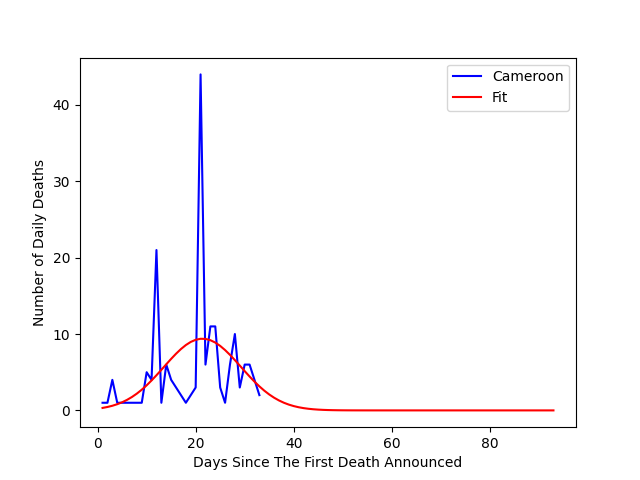 Cameroon
Fit
Number of Daily Deaths
40
30
20
10
0
0 20 40 60 80
Days Since The First Death Announced